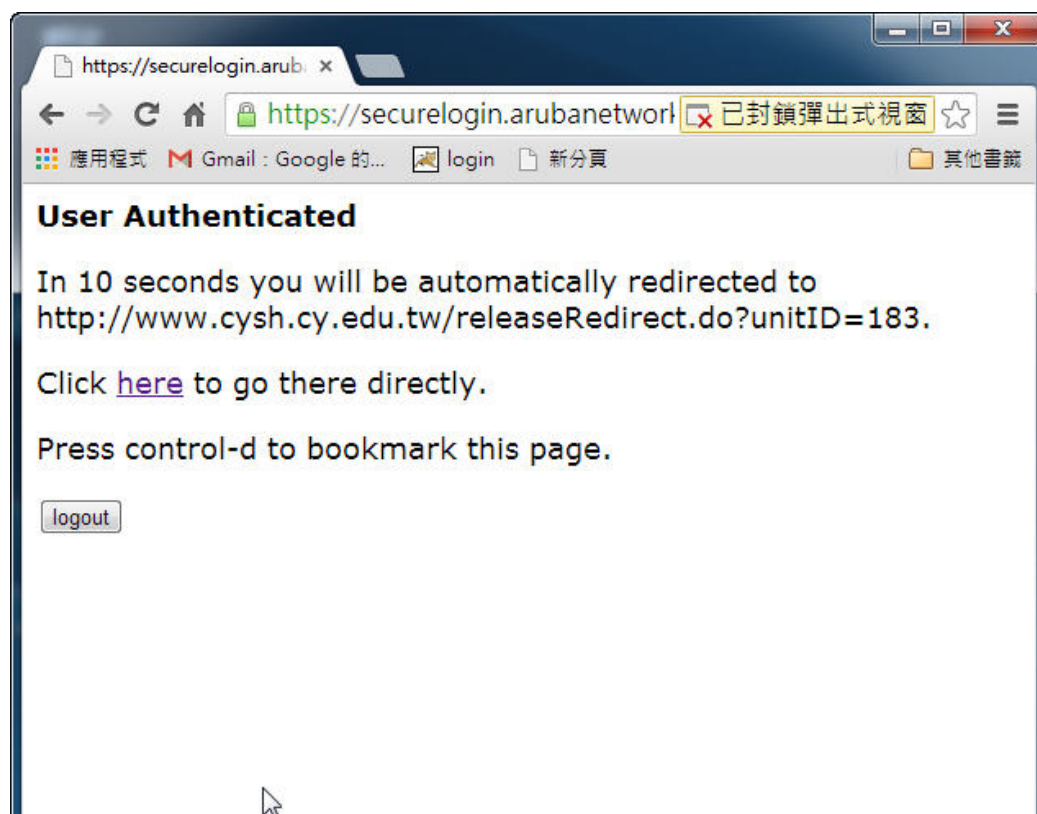 https://securelogin.arub
https://securelogin.arubanetworl 已封鎖彈出式視窗
應用程式 Gmail : Google 的... login 新分頁 其他書籤
User Authenticated
In 10 seconds you will be automatically redirected to
http://www.cysh.cy.edu.tw/releaseRedirect.do?unitID=183.
Click here to go there directly.
Press control-d to bookmark this page.
logout